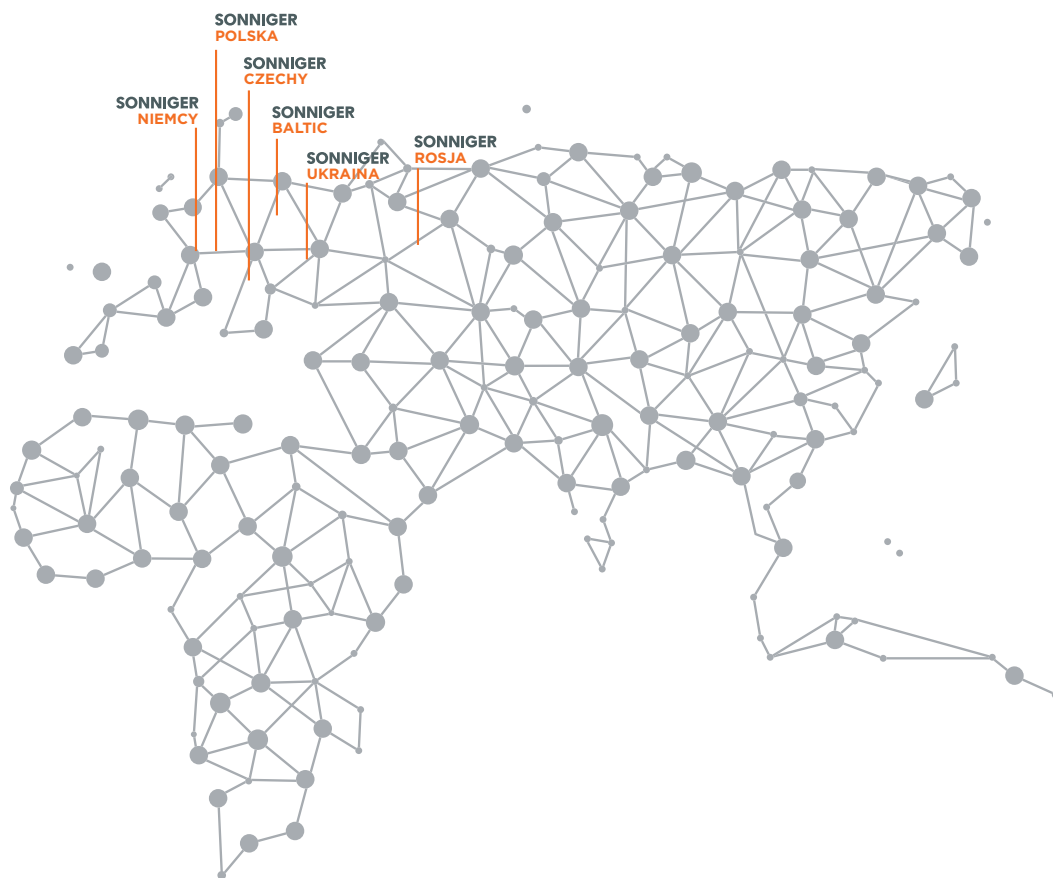 SONNIGER
POLSKA
SONNIGER
CZECHY
SONNIGER
NIEMCY
SONNIGER
BALTIC
SONNIGER
UKRAINA
SONNIGER
ROSJA